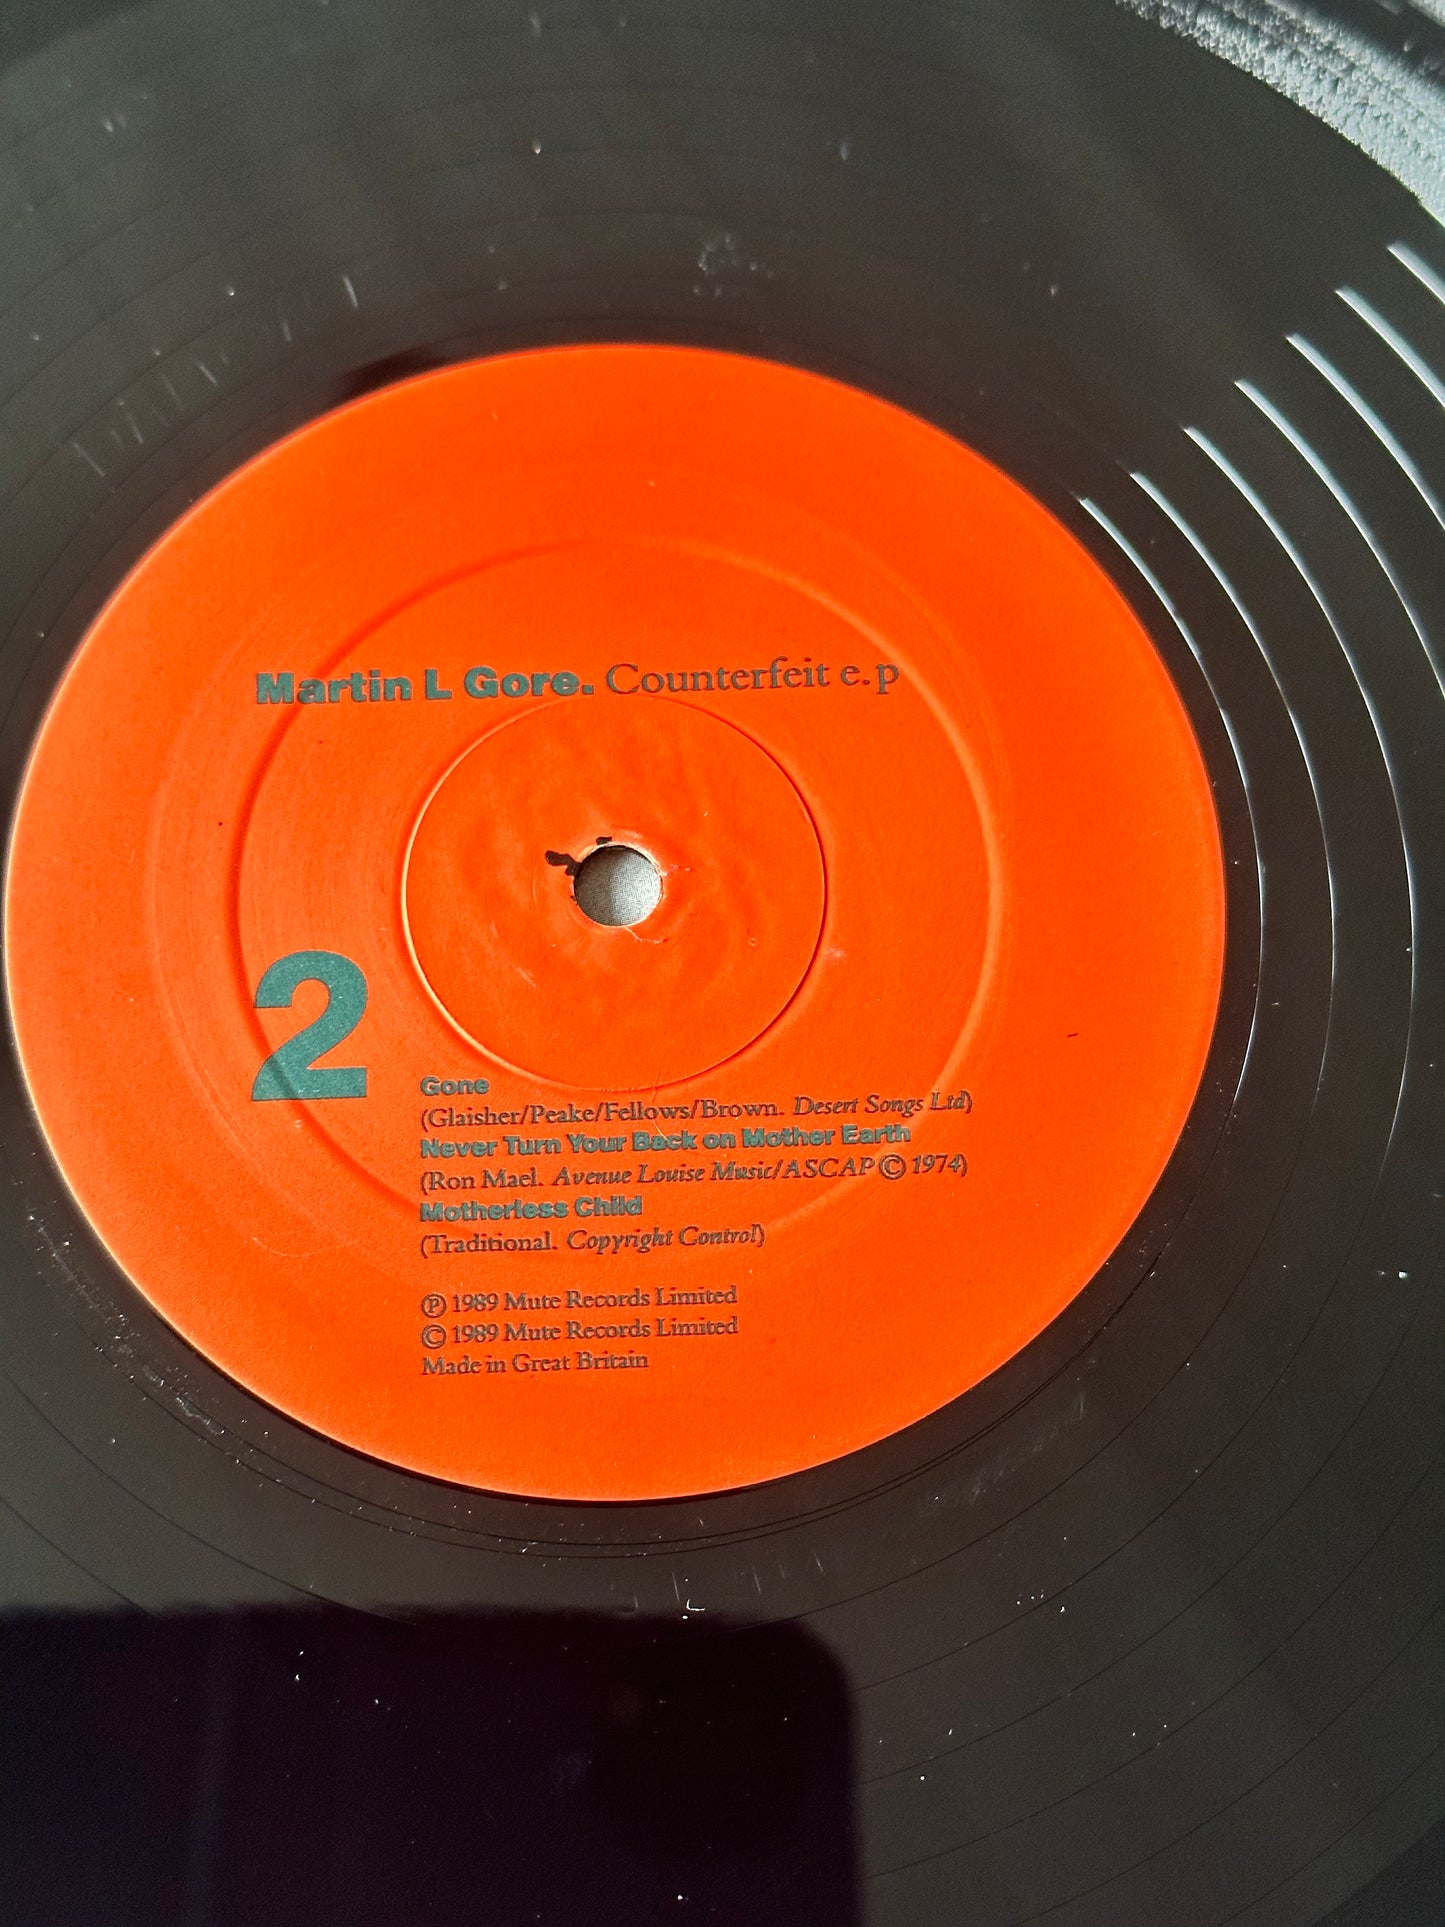 Martin L Gore. Counterfeit e.p
2
Gone
(Glaisher/Peake/Fellows/Brown. Desert Songs Ltd)
Never Turn Your Back on Mother Earth
(Ron Mael. Avenue Louise Music/ASCAP © 1974)
Motherless Child
(Traditional. Copyright Control)
℗ 1989 Mute Records Limited
© 1989 Mute Records Limited
Made in Great Britain